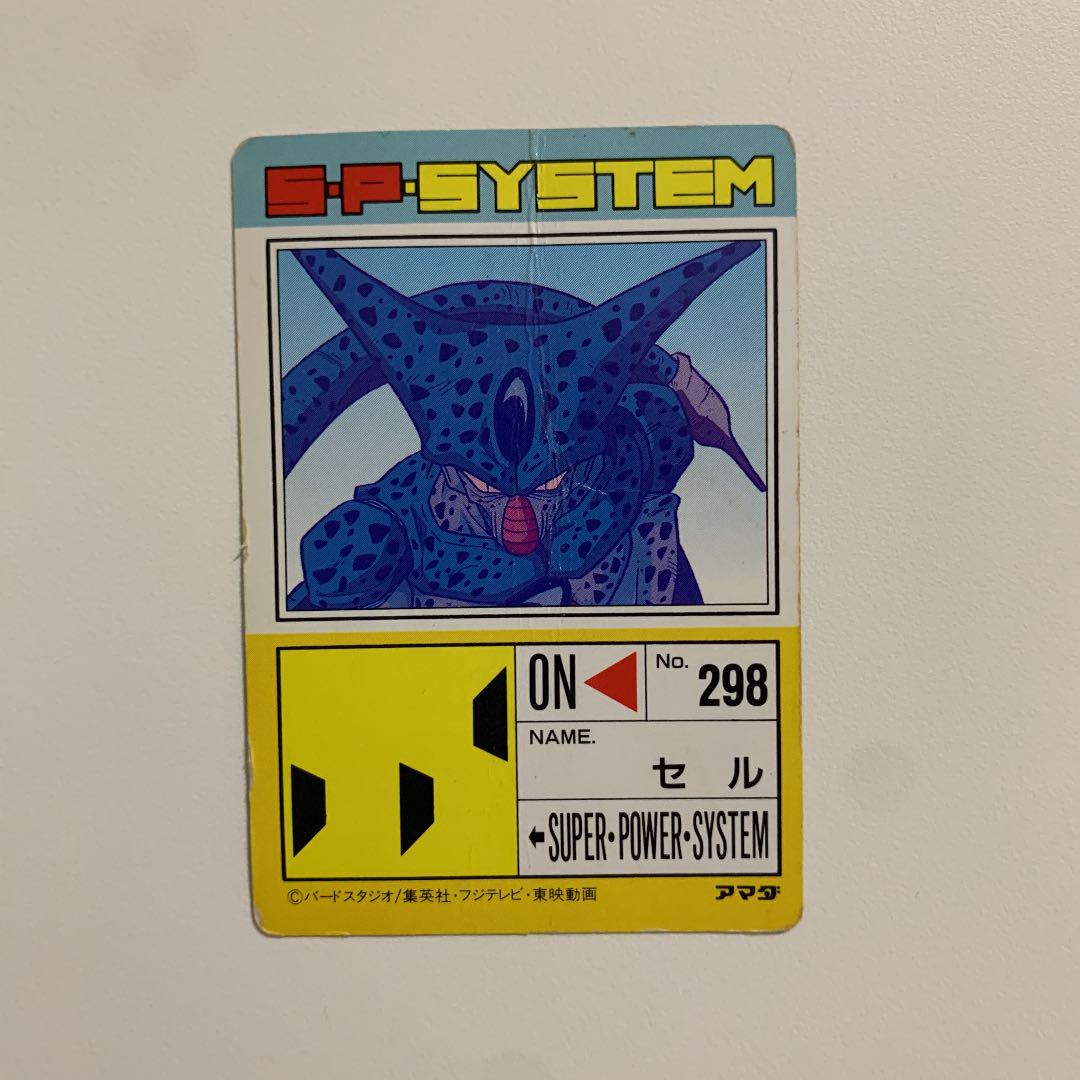 S·P·SYSTEM
ON
No. 298
NAME.
セル
SUPER・POWER・SYSTEM
©バードスタジオ/集英社・フジテレビ・東映動画
アマダ